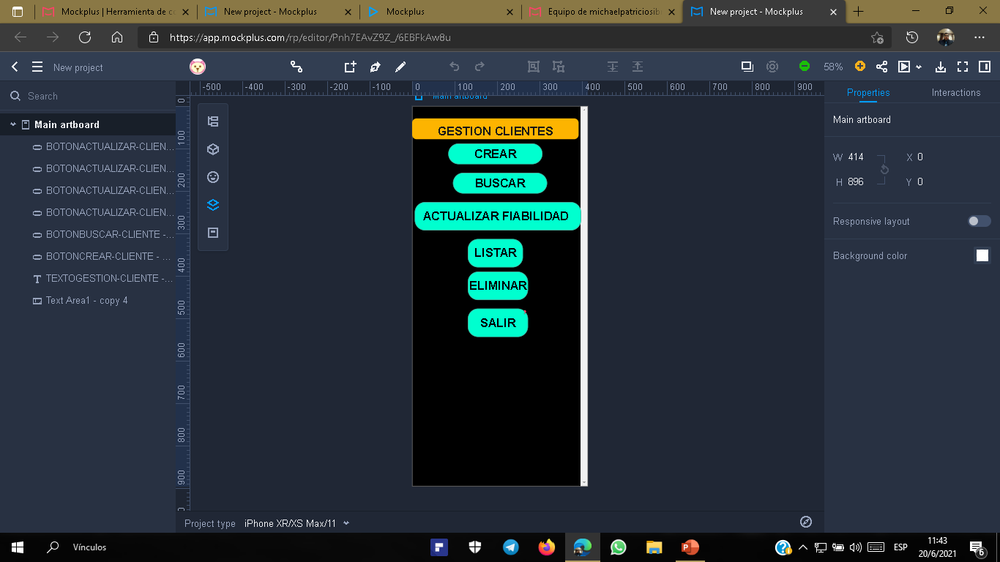 Mockplus | Herramienta de c
New project - Mockplus
Mockplus
Equipo de michaelpatriciosib
New project - Mockplus
https://app.mockplus.com/rp/editor/Pnh7EAvZ9Z_/6EBFkAw8u
New project
58%
Search
Main artboard
BOTONACTUALIZAR-CLIEN...
BOTONACTUALIZAR-CLIEN...
BOTONACTUALIZAR-CLIEN...
BOTONACTUALIZAR-CLIEN...
BOTONBUSCAR-CLIENTE -...
BOTONCREAR-CLIENTE - ...
TEXTOGESTION-CLIENTE -...
Text Area1 - copy 4
-500 -400 -300 -200 -100 0 100 200 300 400 500 600 700 800 900
0 100 200 300 400 500 600 700 800 900 0
Main artboard
GESTION CLIENTES
CREAR
BUSCAR
ACTUALIZAR FIABILIDAD
LISTAR
ELIMINAR
SALIR
Properties Interactions
Main artboard
W 414 X 0
H 896 Y 0
Responsive layout
Background color
Project type iPhone XR/XS Max/11
Vínculos
ESP
11:43
20/6/2021
6